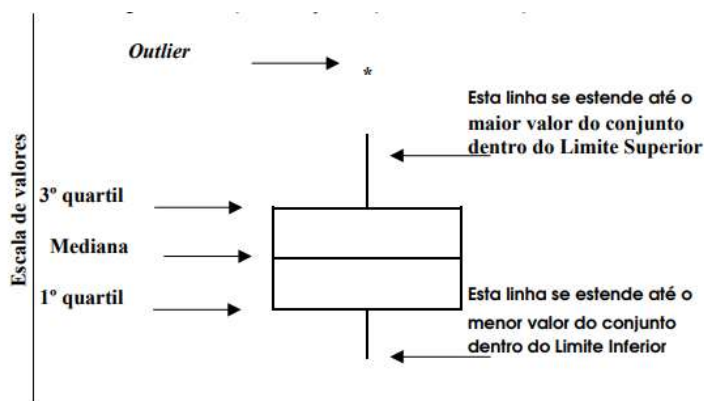 Outlier
*
Esta linha se estende até o
maior valor do conjunto
dentro do Limite Superior
Escala de valores
3º quartil
Mediana
1º quartil
Esta linha se estende até o
menor valor do conjunto
dentro do Limite Inferior